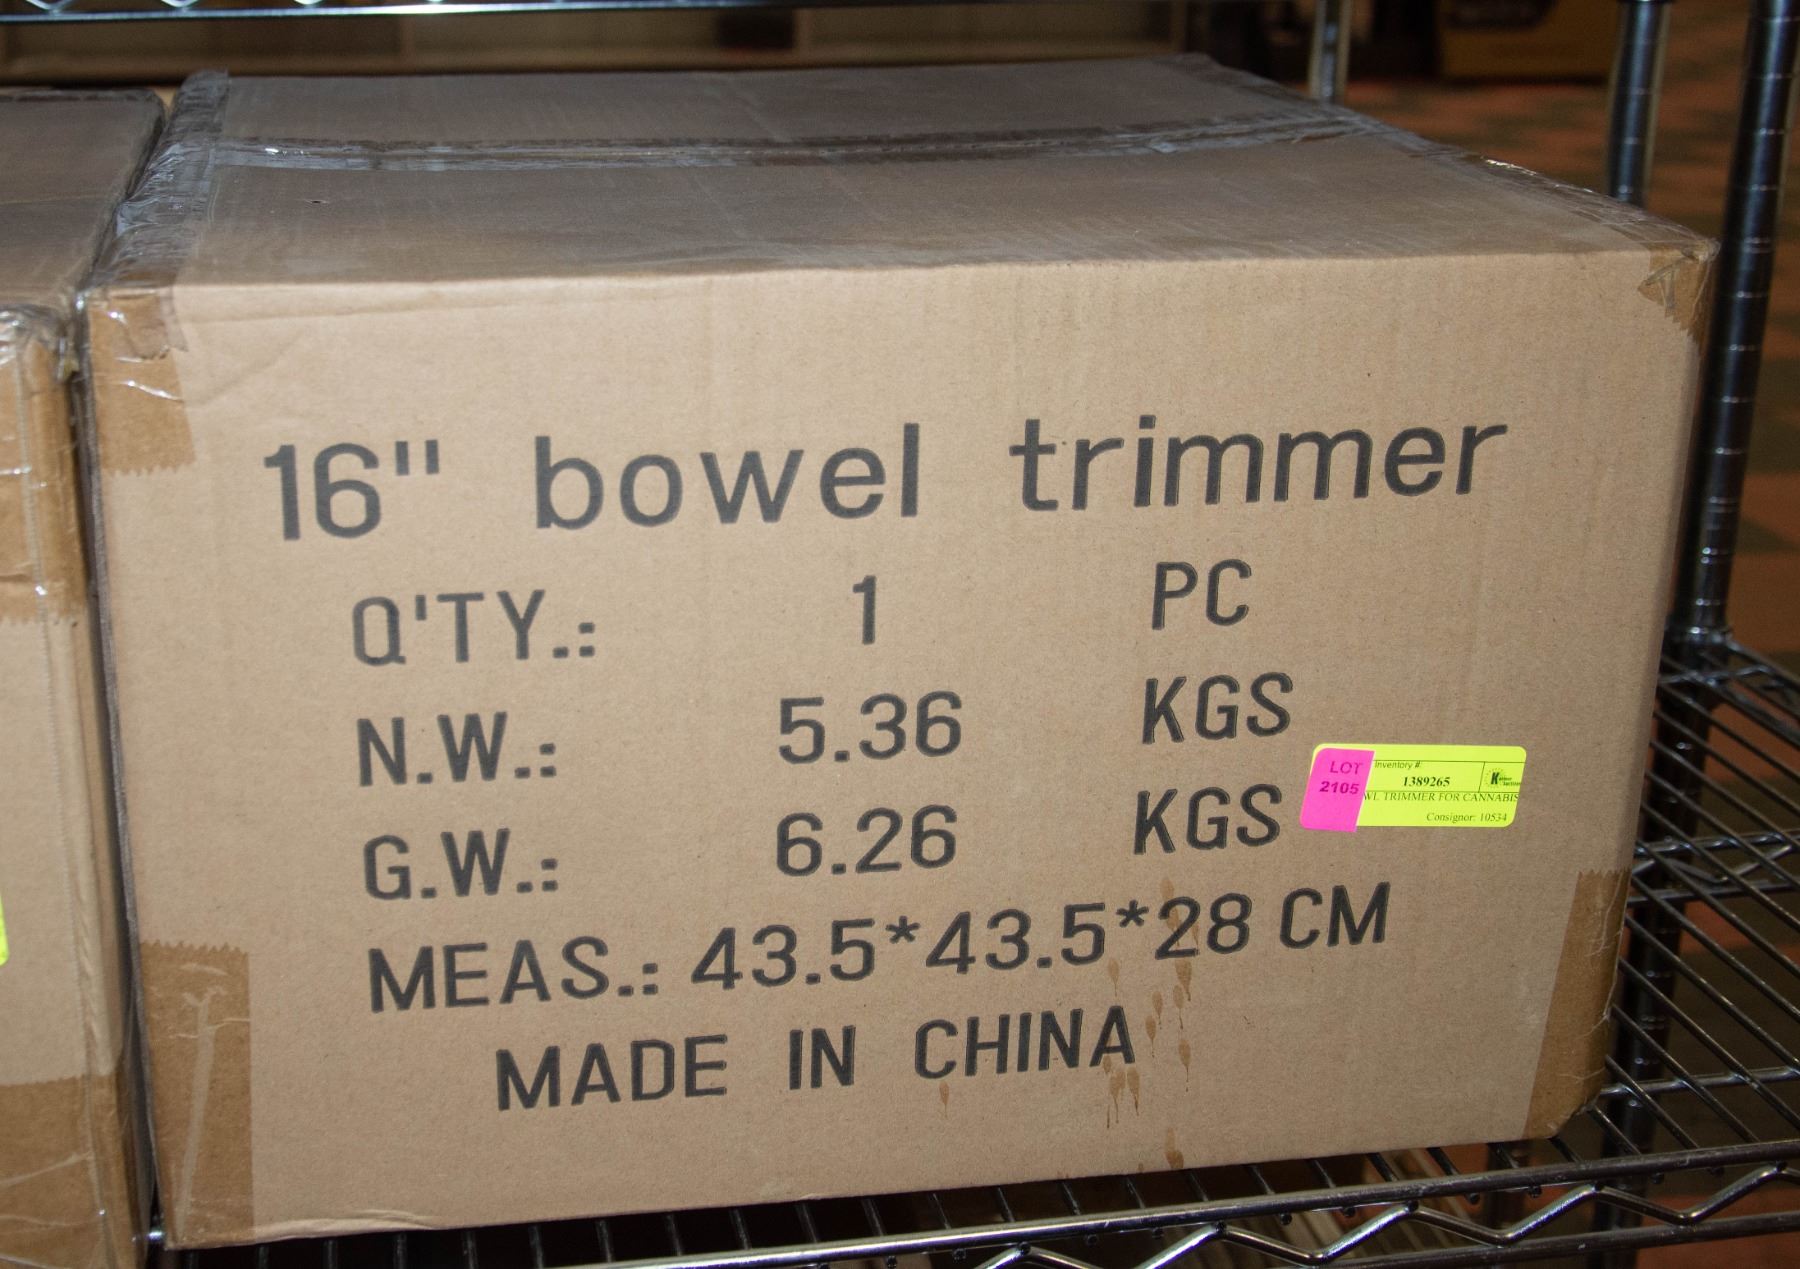 16" bowel trimmer
Q'TY.: 1 PC
N.W.: 5.36 KGS
G.W.: 6.26 KGS
MEAS.: 43.5*43.5*28 CM
MADE IN CHINA
LOT
2105
Inventory #:
1389265
TRIMMER FOR CANNABIS
Consignor: 10534